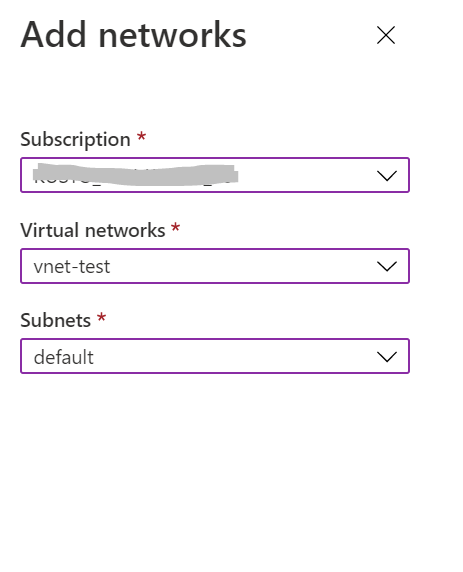 Add networks
Subscription *
Virtual networks *
vnet-test
Subnets *
default